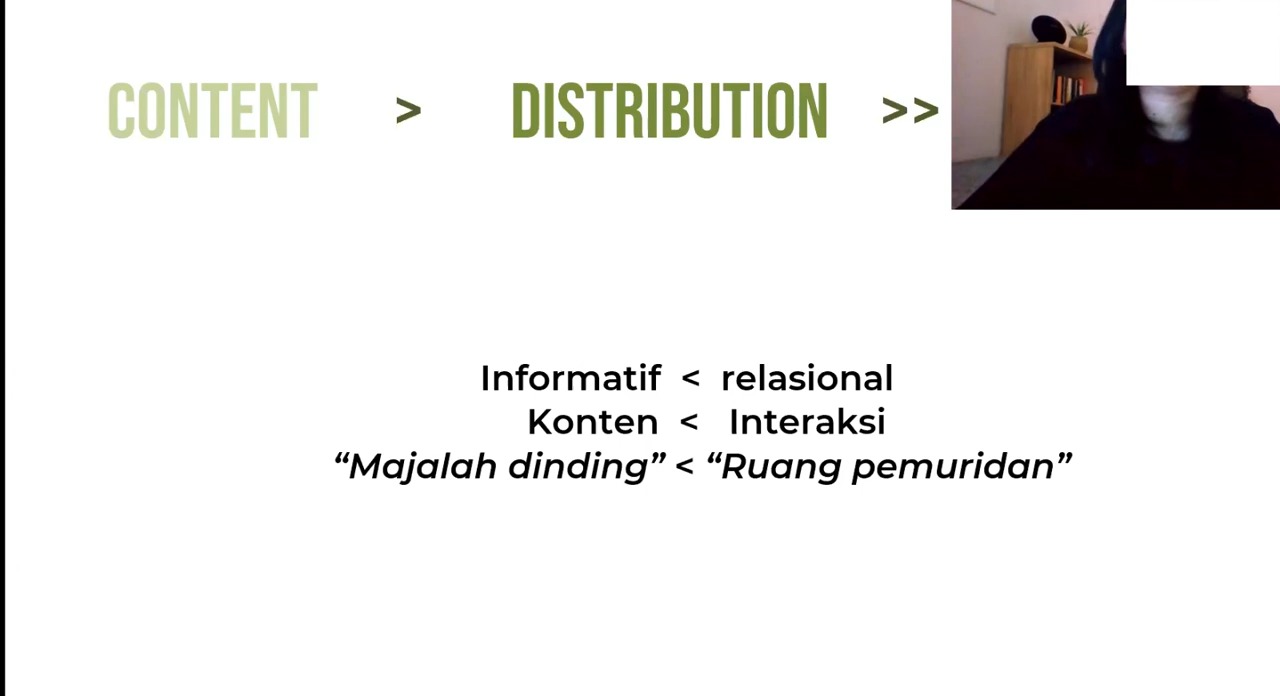 CONTENT > DISTRIBUTION >>
Informatif < relasional
Konten < Interaksi
“Majalah dinding” < “Ruang pemuridan”